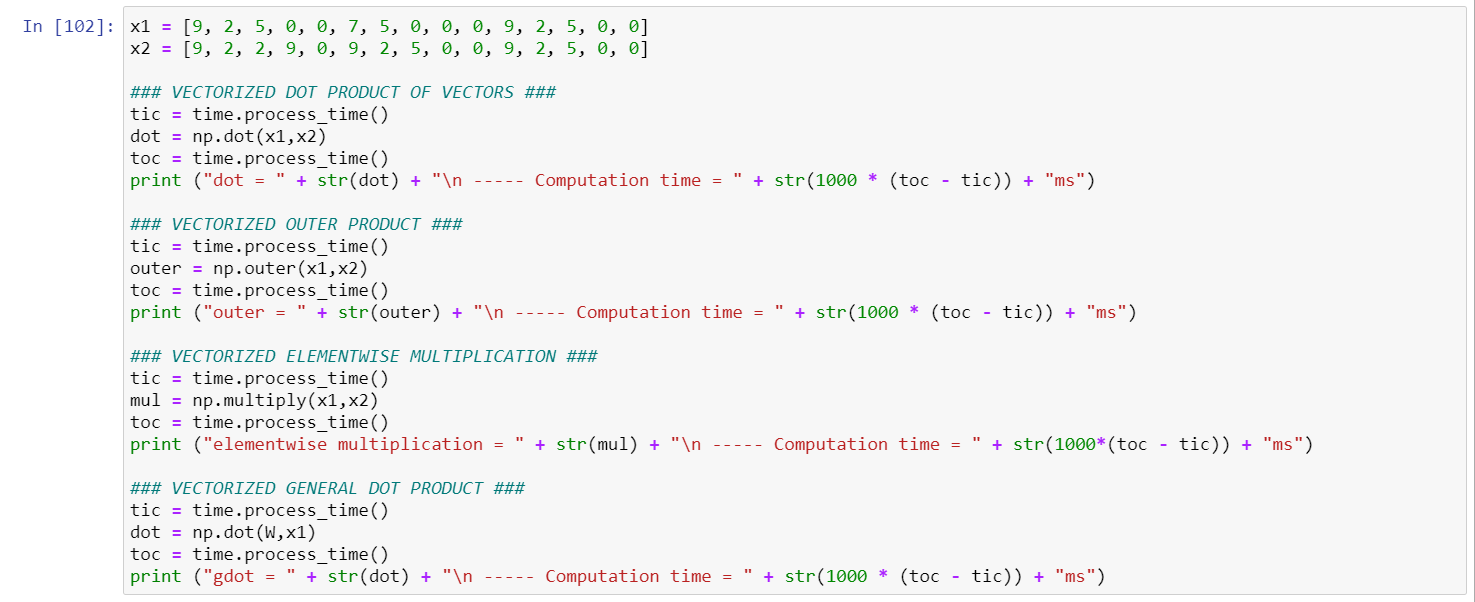 In [102]: x1 = [9, 2, 5, 0, 0, 7, 5, 0, 0, 0, 9, 2, 5, 0, 0]
x2 = [9, 2, 2, 9, 0, 9, 2, 5, 0, 0, 9, 2, 5, 0, 0]
### VECTORIZED DOT PRODUCT OF VECTORS ###
tic = time.process_time()
dot = np.dot(x1,x2)
toc = time.process_time()
print ("dot = " + str(dot) + "\n ----- Computation time = " + str(1000 * (toc - tic)) + "ms")
### VECTORIZED OUTER PRODUCT ###
tic = time.process_time()
outer = np.outer(x1,x2)
toc = time.process_time()
print ("outer = " + str(outer) + "\n ----- Computation time = " + str(1000 * (toc - tic)) + "ms")
### VECTORIZED ELEMENTWISE MULTIPLICATION ###
tic = time.process_time()
mul = np.multiply(x1,x2)
toc = time.process_time()
print ("elementwise multiplication = " + str(mul) + "\n ----- Computation time = " + str(1000*(toc - tic)) + "ms")
### VECTORIZED GENERAL DOT PRODUCT ###
tic = time.process_time()
dot = np.dot(W,x1)
toc = time.process_time()
print ("gdot = " + str(dot) + "\n ----- Computation time = " + str(1000 * (toc - tic)) + "ms")